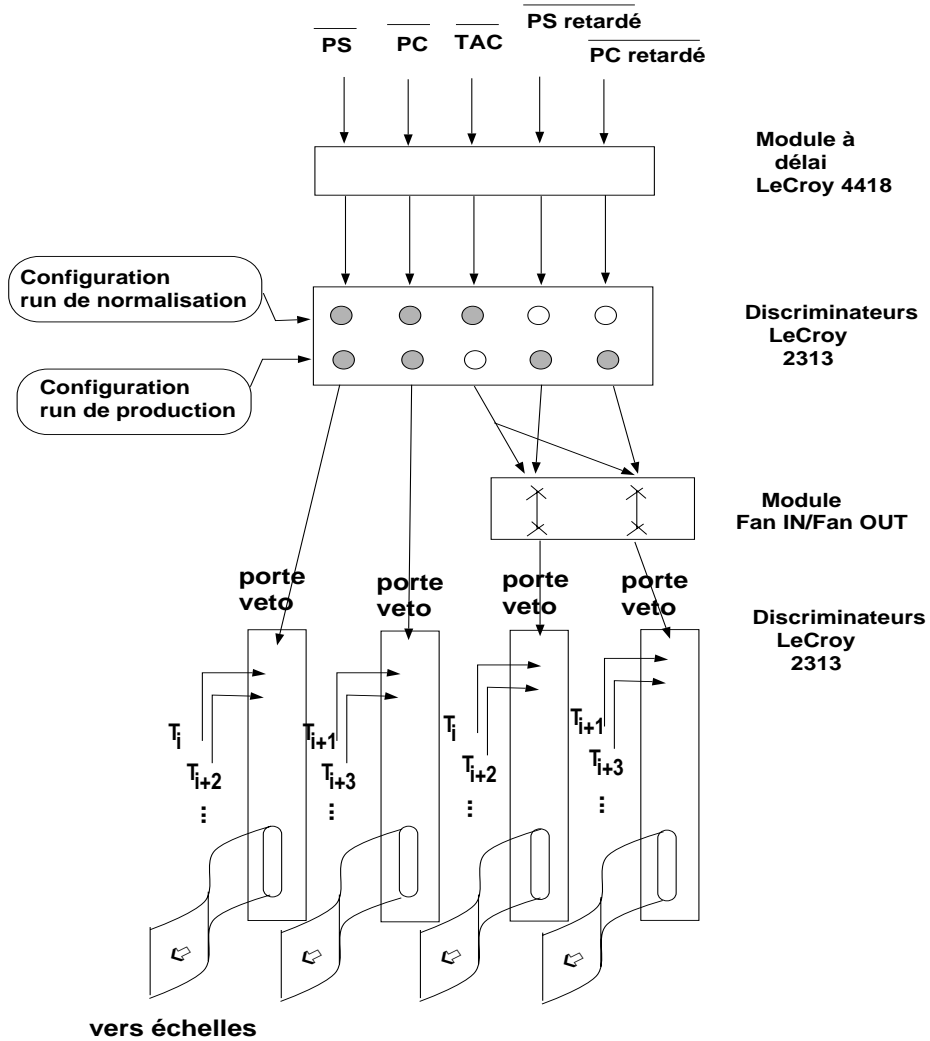 PS
PC
TAC
PS retardé
PC retardé
Module à
délai
LeCroy 4418
Configuration
run de normalisation
Discriminateurs
LeCroy
2313
Configuration
run de production
Module
Fan IN/Fan OUT
porte
veto
porte
veto
porte
veto
porte
veto
Discriminateurs
LeCroy
2313
Ti
Ti+2
...
Ti+1
Ti+3
...
Ti
Ti+2
...
Ti+1
Ti+3
...
vers échelles